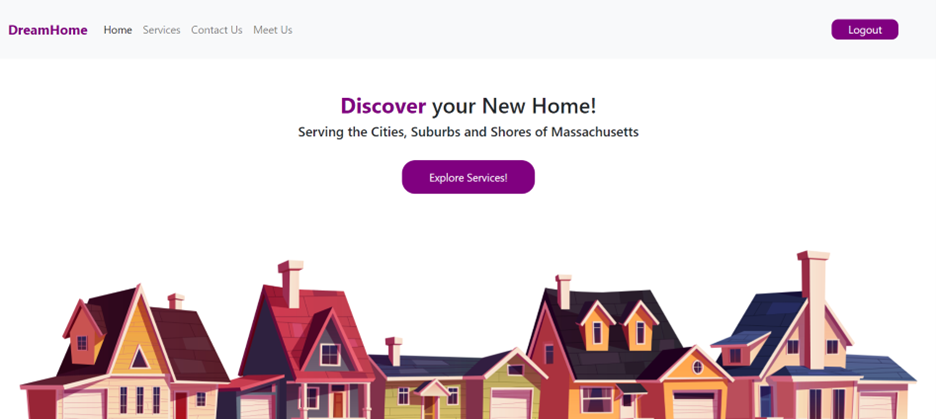 DreamHome Home Services Contact Us Meet Us Logout
Discover your New Home!
Serving the Cities, Suburbs and Shores of Massachusetts
Explore Services!